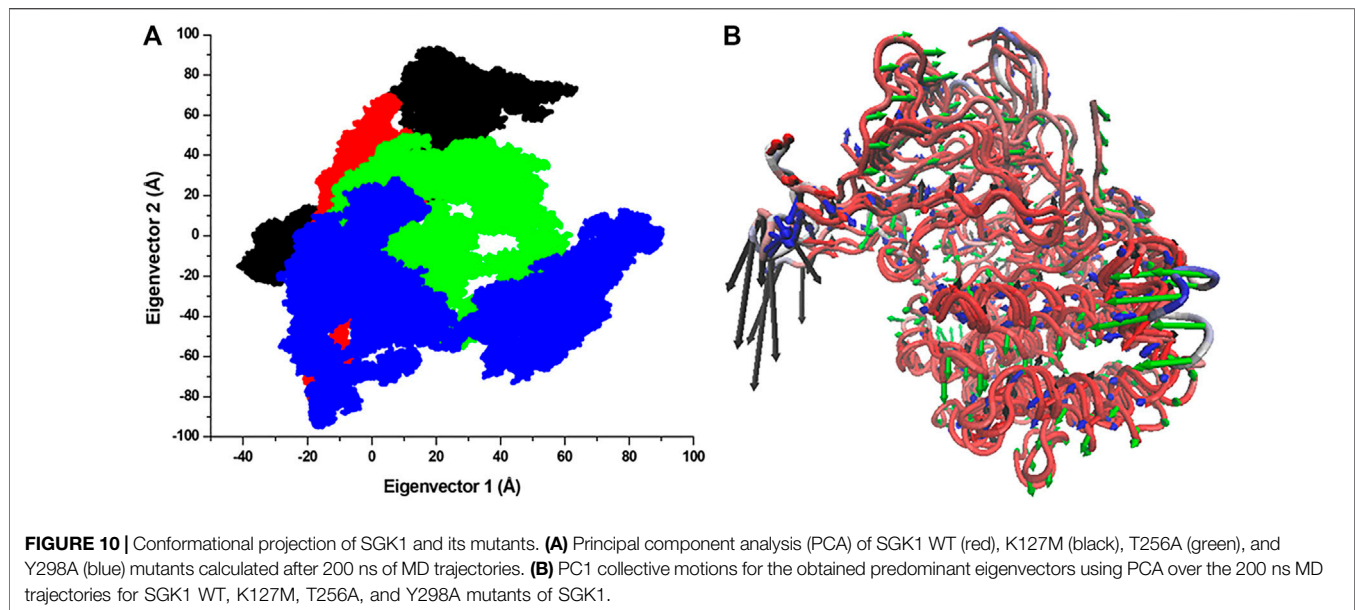 A
B
100
80
60
40
20
0
-20
-40
-60
-80
-100
Eigenvector 2 (Å)
-40 -20 0 20 40 60 80 100
Eigenvector 1 (Å)
FIGURE 10 | Conformational projection of SGK1 and its mutants. (A) Principal component analysis (PCA) of SGK1 WT (red), K127M (black), T256A (green), and
Y298A (blue) mutants calculated after 200 ns of MD trajectories. (B) PC1 collective motions for the obtained predominant eigenvectors using PCA over the 200 ns MD
trajectories for SGK1 WT, K127M, T256A, and Y298A mutants of SGK1.